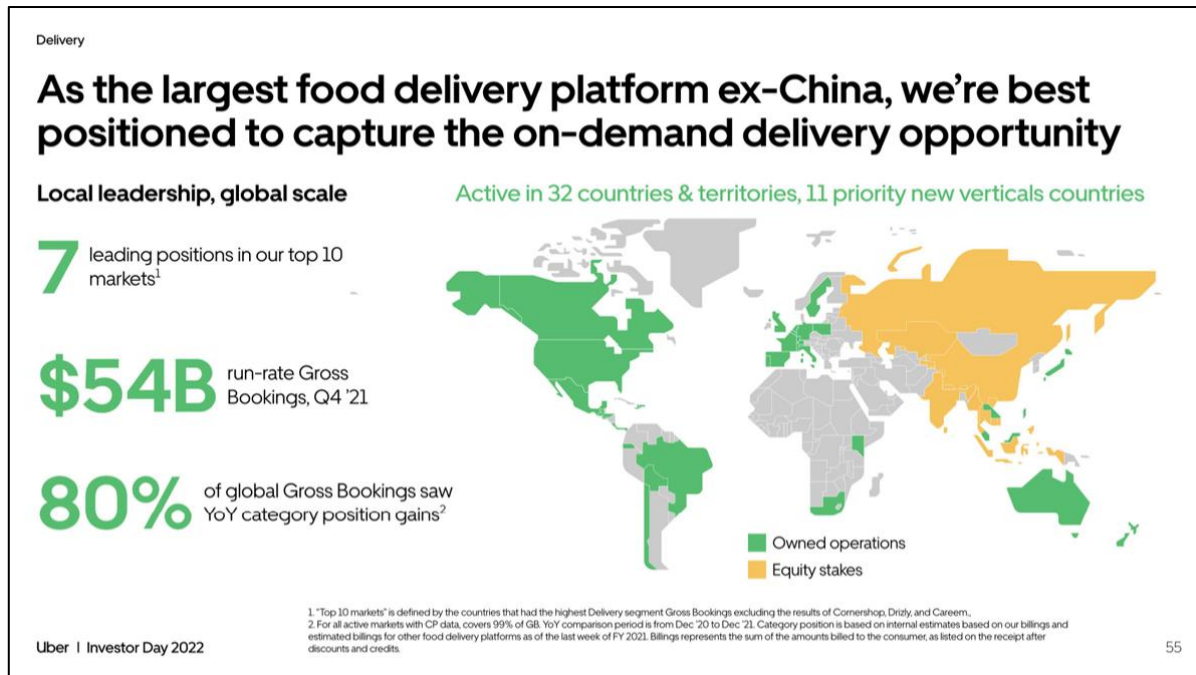 Delivery
As the largest food delivery platform ex-China, we’re best
positioned to capture the on-demand delivery opportunity
Local leadership, global scale
7 leading positions in our top 10
markets1
$54B run-rate Gross
Bookings, Q4 ’21
80% of global Gross Bookings saw
YoY category position gains2
Active in 32 countries & territories, 11 priority new verticals countries
Owned operations
Equity stakes
1. “Top 10 markets” is defined by the countries that had the highest Delivery segment Gross Bookings excluding the results of Cornershop, Drizly, and Careem.,
2. For all active markets with CP data, covers 99% of GB. YoY comparison period is from Dec ’20 to Dec ’21. Category position is based on internal estimates based on our billings and
estimated billings for other food delivery platforms as of the last week of FY 2021. Billings represents the sum of the amounts billed to the consumer, as listed on the receipt after
discounts and credits.
Uber | Investor Day 2022
55